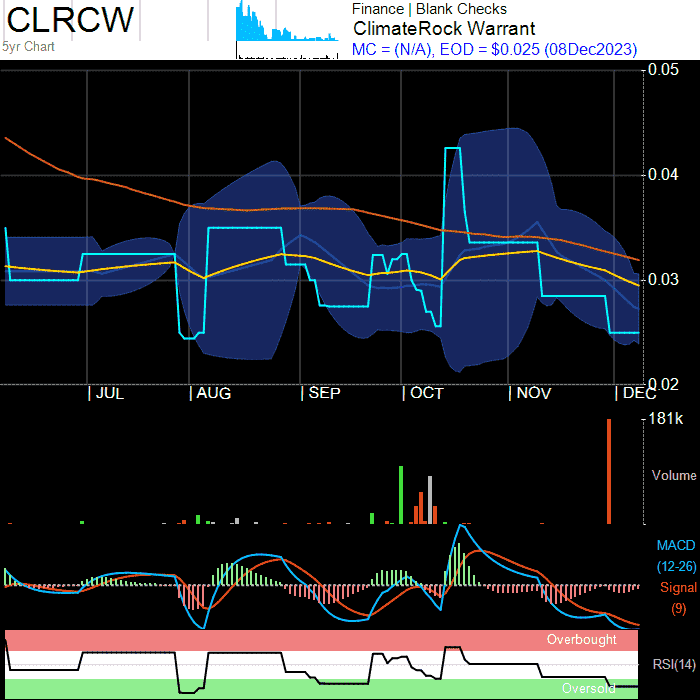 CLRCW
5yr Chart
Finance | Blank Checks
ClimateRock Warrant
MC = (N/A), EOD = $0.025 (08Dec2023)
0.05
0.04
0.03
0.02
JUL AUG SEP OCT NOV DEC
181k
Volume
MACD
(12-26)
Signal
(9)
Overbought
RSI(14)
Oversold